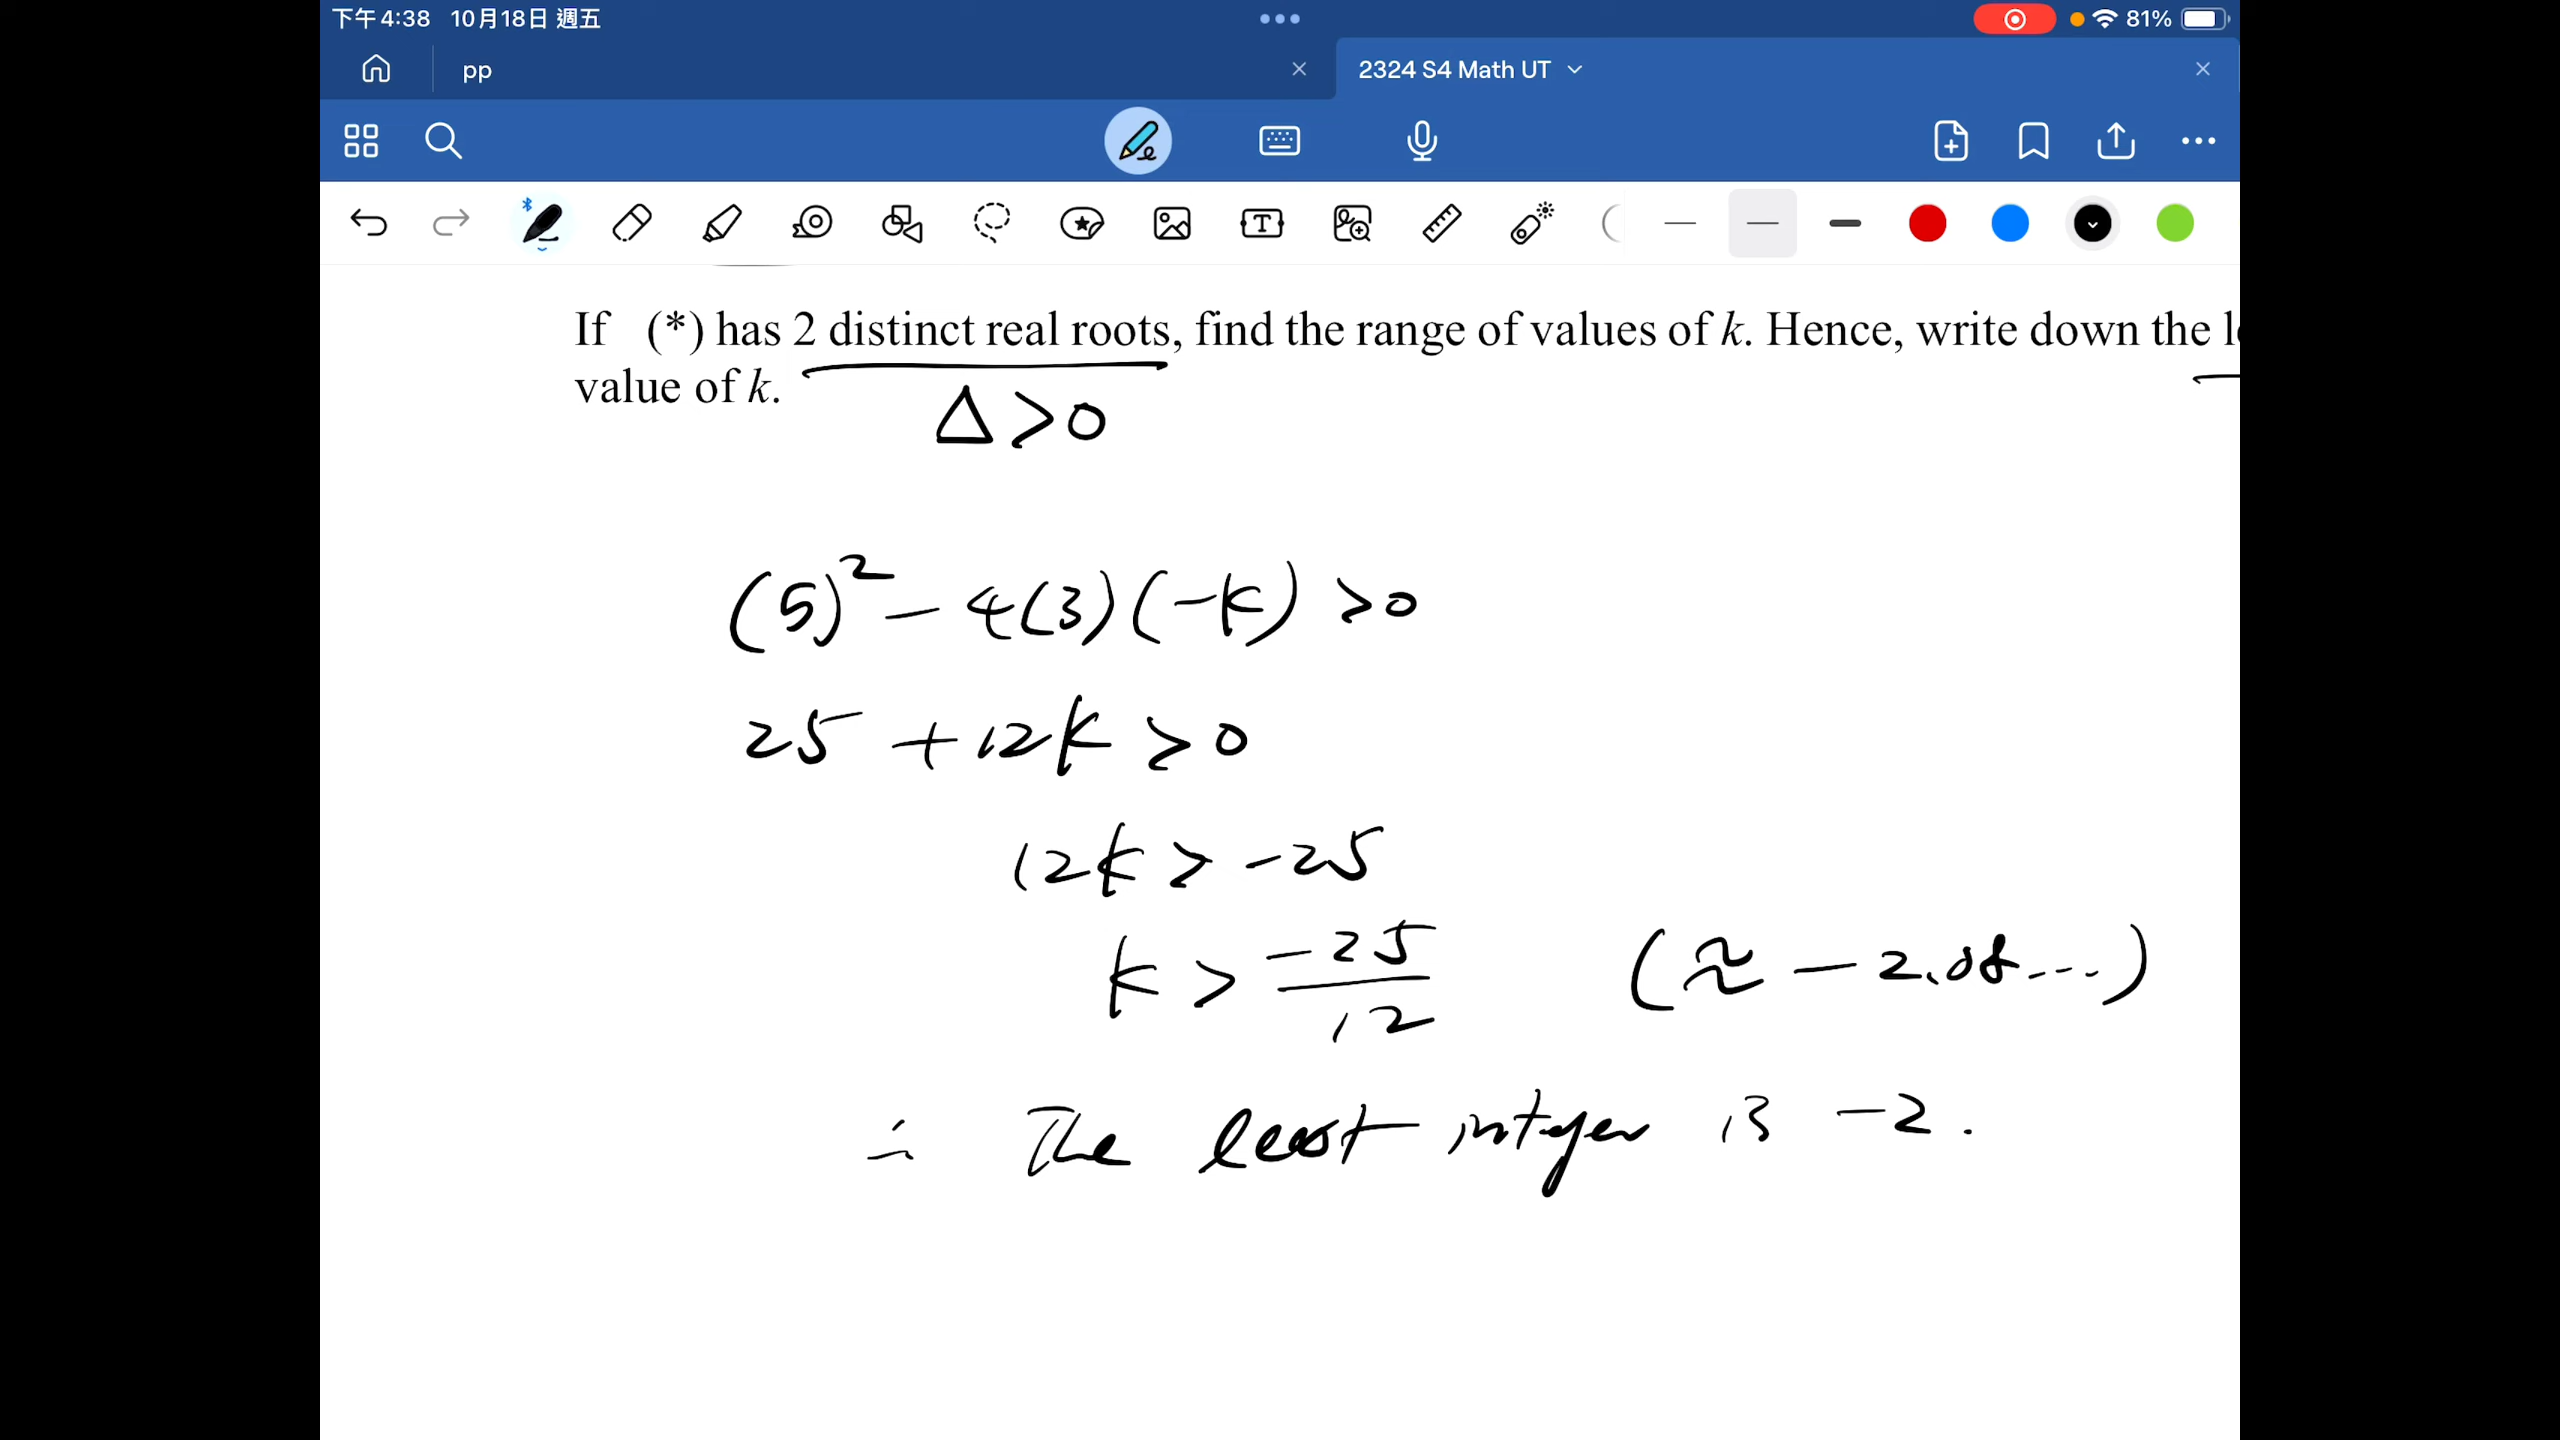 下午4:38 10月18日 週五 81%
pp 2324 S4 Math UT
If (*) has 2 distinct real roots, find the range of values of k. Hence, write down the
value of k.
Δ > 0
(5)² − 4(3)(−k) > 0
25 + 12k > 0
12k > −25
k > −25/12 (≈ −2.08...)
∴ The least integer is −2.